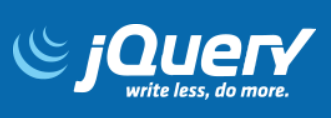 jQuery
write less, do more.